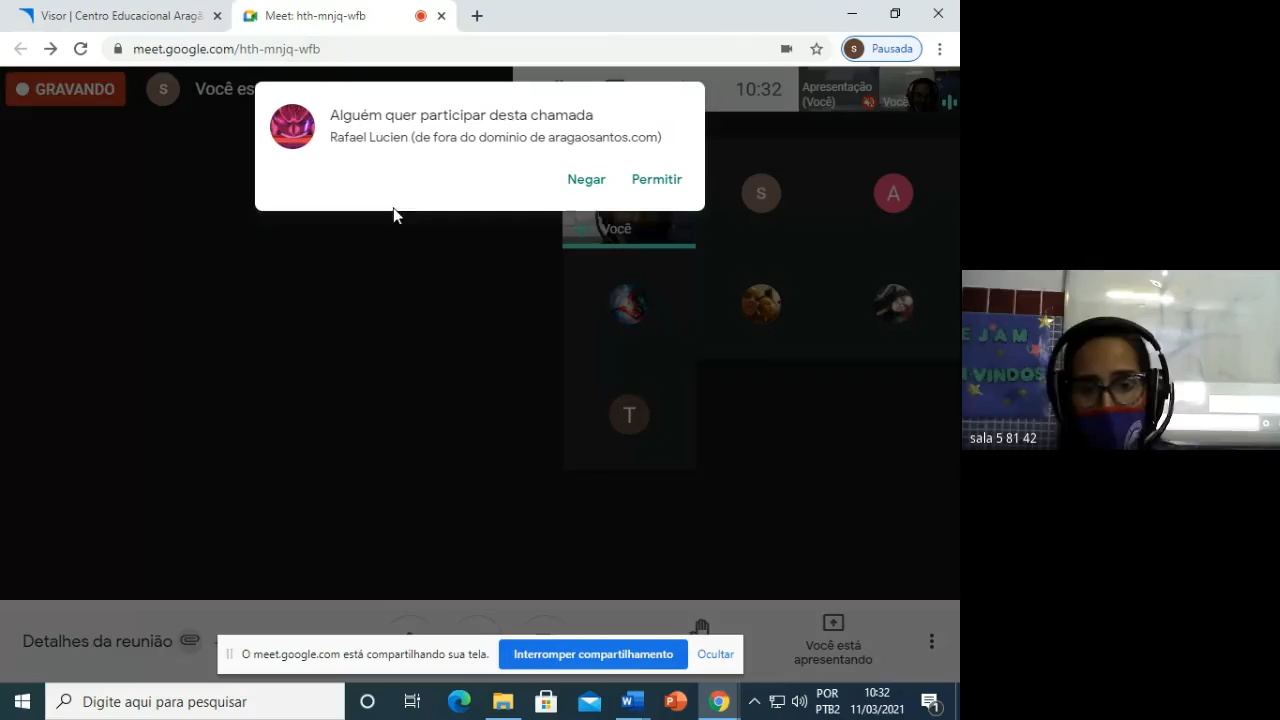 Visor | Centro Educacional Aragã
Meet: hth-mnjq-wfb
meet.google.com/hth-mnjq-wfb
S
Pausada
GRAVANDO
S
Você es
10:32
Apresentação
(Você)
Você
Alguém quer participar desta chamada
Rafael Lucien (de fora do domínio de aragaosantos.com)
Negar
Permitir
S
A
Você
T
EJAM
VINDOS
sala 5 81 42
Detalhes da reunião
O meet.google.com está compartilhando sua tela.
Interromper compartilhamento
Ocultar
Você está
apresentando
Digite aqui para pesquisar
POR
PTB2
10:32
11/03/2021
1